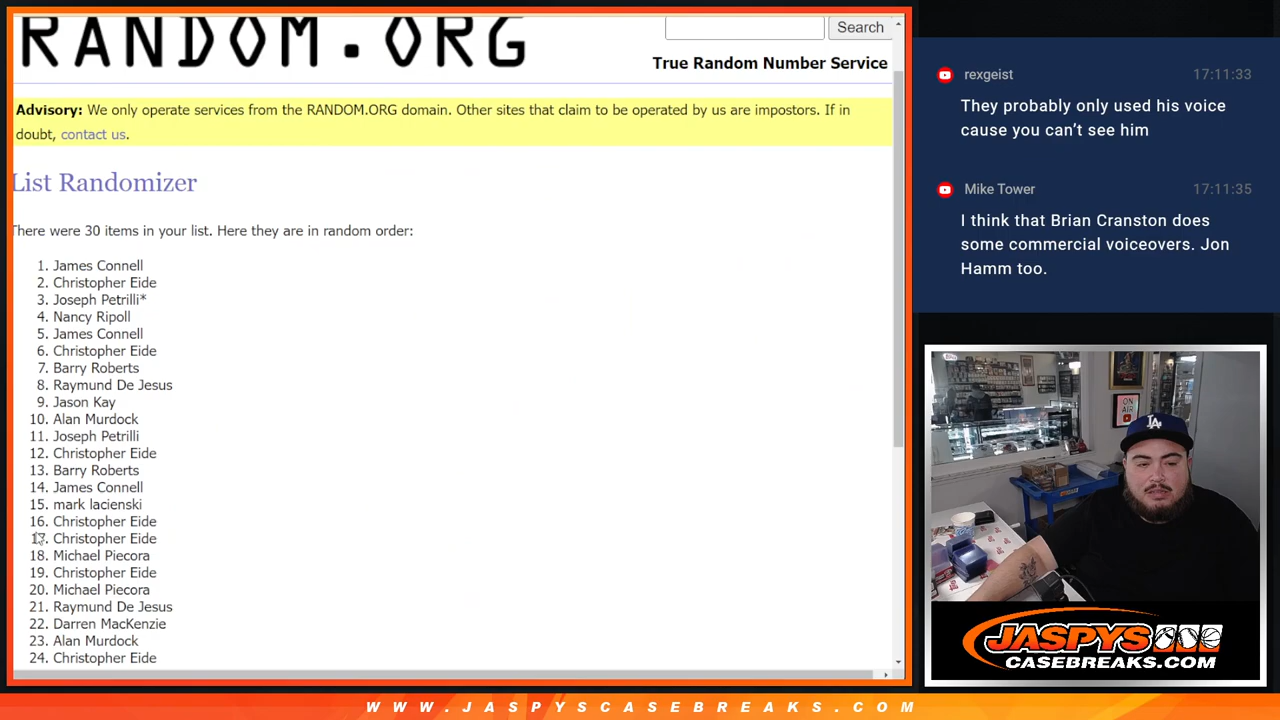 RANDOM.ORG
Search
True Random Number Service
Advisory: We only operate services from the RANDOM.ORG domain. Other sites that claim to be operated by us are impostors. If in
doubt, contact us.
List Randomizer
There were 30 items in your list. Here they are in random order:
1. James Connell
2. Christopher Eide
3. Joseph Petrilli*
4. Nancy Ripoll
5. James Connell
6. Christopher Eide
7. Barry Roberts
8. Raymund De Jesus
9. Jason Kay
10. Alan Murdock
11. Joseph Petrilli
12. Christopher Eide
13. Barry Roberts
14. James Connell
15. mark lacienski
16. Christopher Eide
17. Christopher Eide
18. Michael Piecora
19. Christopher Eide
20. Michael Piecora
21. Raymund De Jesus
22. Darren MacKenzie
23. Alan Murdock
24. Christopher Eide
rexgeist 17:11:33
They probably only used his voice
cause you can't see him
Mike Tower 17:11:35
I think that Brian Cranston does
some commercial voiceovers. Jon
Hamm too.
ON
AIR
LA
JASPYS
CASEBREAKS.COM
WWW.JASPYSCASEBREAKS.COM